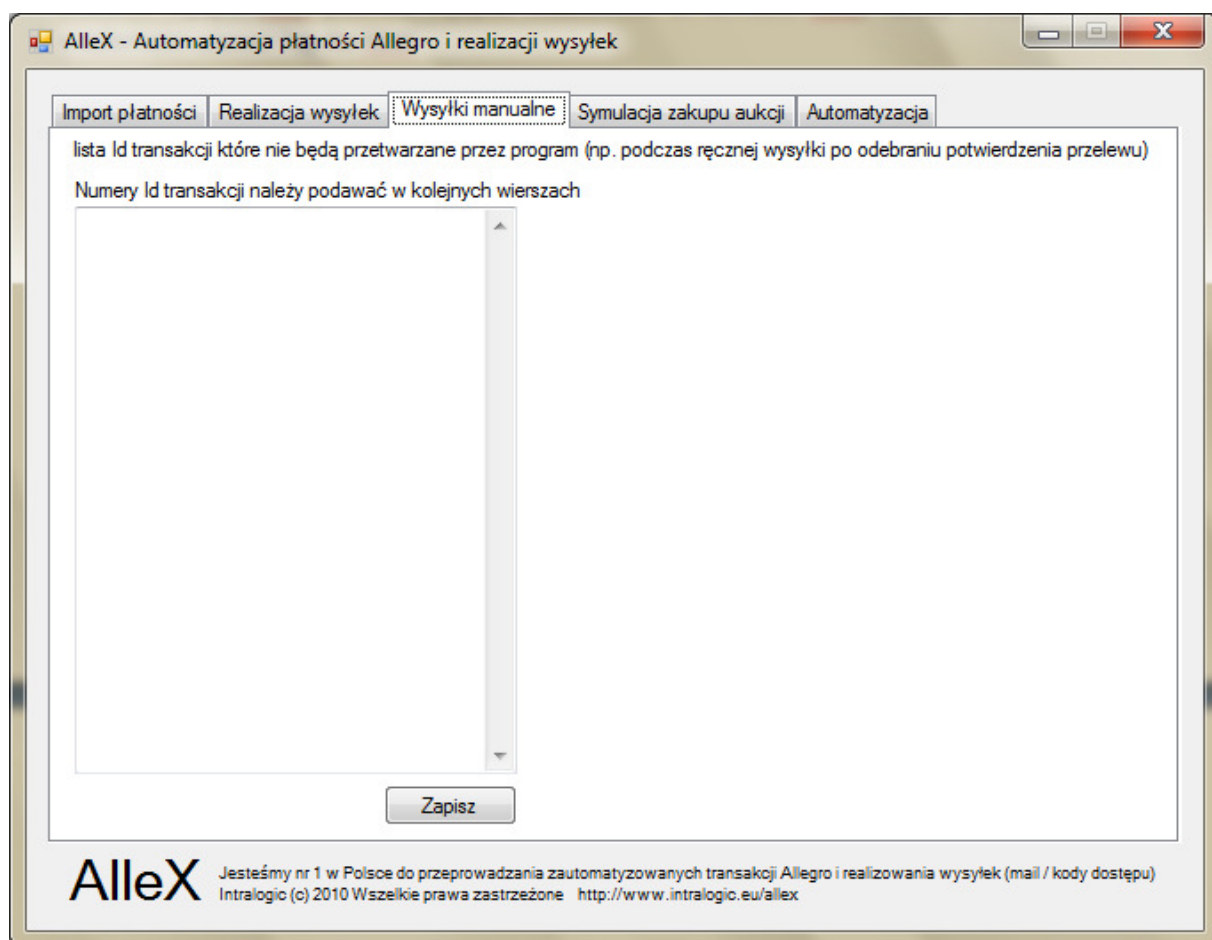 AlleX - Automatyzacja płatności Allegro i realizacji wysyłek
Import płatności Realizacja wysyłek Wysyłki manualne Symulacja zakupu aukcji Automatyzacja
lista Id transakcji które nie będą przetwarzane przez program (np. podczas ręcznej wysyłki po odebraniu potwierdzenia przelewu)
Numery Id transakcji należy podawać w kolejnych wierszach
Zapisz
AlleX
Jesteśmy nr 1 w Polsce do przeprowadzania zautomatyzowanych transakcji Allegro i realizowania wysyłek (mail / kody dostępu)
Intralogic (c) 2010 Wszelkie prawa zastrzeżone http://www.intralogic.eu/allex